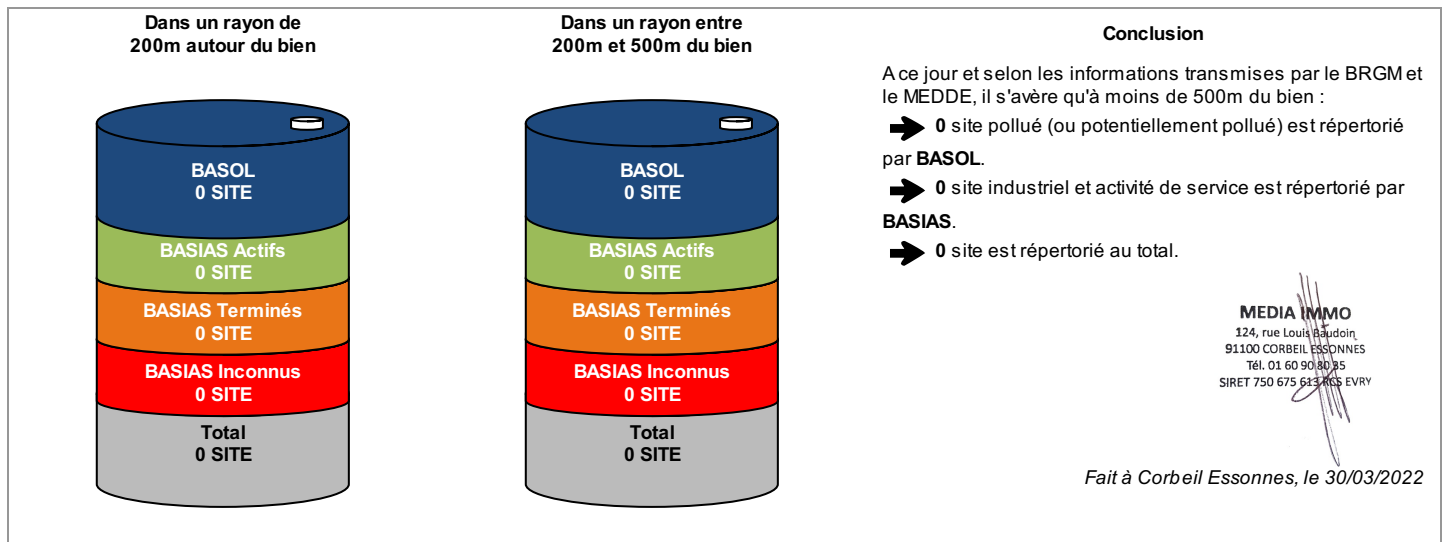 Dans un rayon de
200m autour du bien
BASOL
0 SITE
BASIAS Actifs
0 SITE
BASIAS Terminés
0 SITE
BASIAS Inconnus
0 SITE
Total
0 SITE
Dans un rayon entre
200m et 500m du bien
BASOL
0 SITE
BASIAS Actifs
0 SITE
BASIAS Terminés
0 SITE
BASIAS Inconnus
0 SITE
Total
0 SITE
Conclusion
A ce jour et selon les informations transmises par le BRGM et
le MEDDE, il s'avère qu'à moins de 500m du bien :
0 site pollué (ou potentiellement pollué) est répertorié
par BASOL.
0 site industriel et activité de service est répertorié par
BASIAS.
0 site est répertorié au total.
MEDIA IMMO
124, rue Louis Baudoin
91100 CORBEIL ESSONNES
Tél. 01 60 90 80 85
SIRET 750 675 613 RCS EVRY
Fait à Corbeil Essonnes, le 30/03/2022